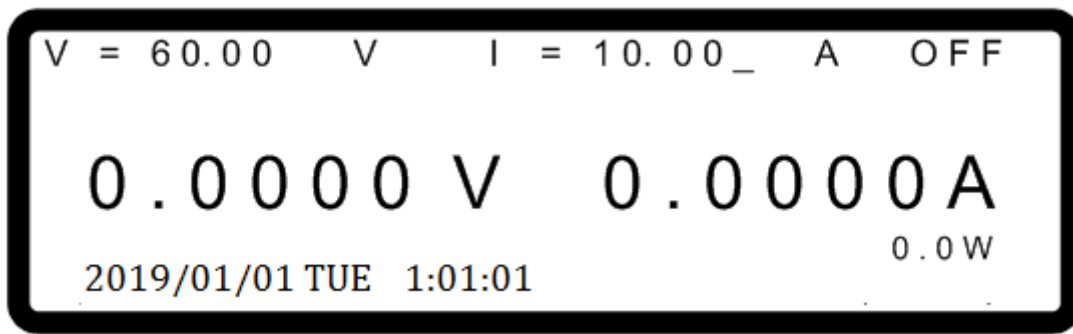 V = 60.00 V I = 10.00_ A OFF
0.0000 V 0.0000A
0.0W
2019/01/01 TUE 1:01:01